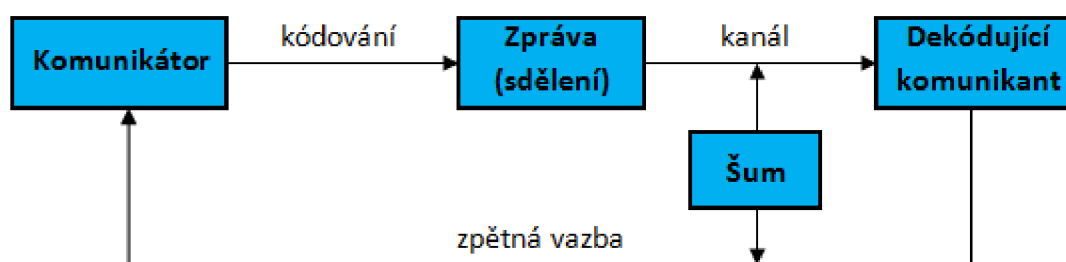 Komunikátor
kódování
Zpráva
(sdělení)
kanál
Dekódující
komunikant
Šum
zpětná vazba